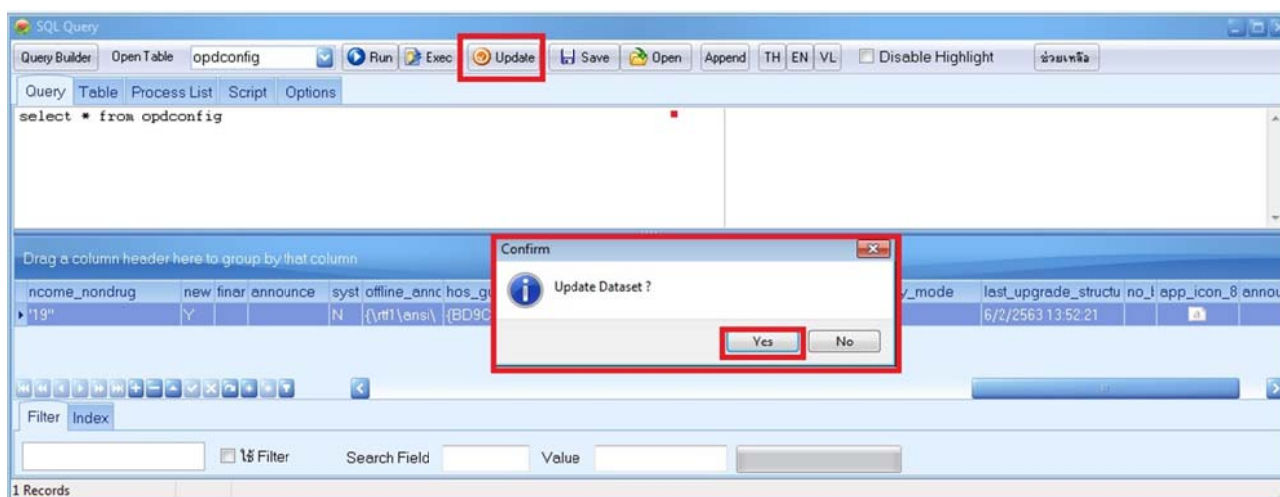 SQL Query
Query Builder Open Table opdconfig Run Exec Update Save Open Append TH EN VL Disable Highlight ช่วยเหลือ
Query Table Process List Script Options
select * from opdconfig
Drag a column header here to group by that column
Confirm
Update Dataset ?
Yes No
ncome_nondrug new finar announce syst offline_annc hos_gu y_mode last_upgrade_structu app_icon_8 annou
"19" Y N {\rtf1\ansi\ {BD9C 6/2/2563 13:52:21
Filter Index
ใช้ Filter Search Field Value
1 Records